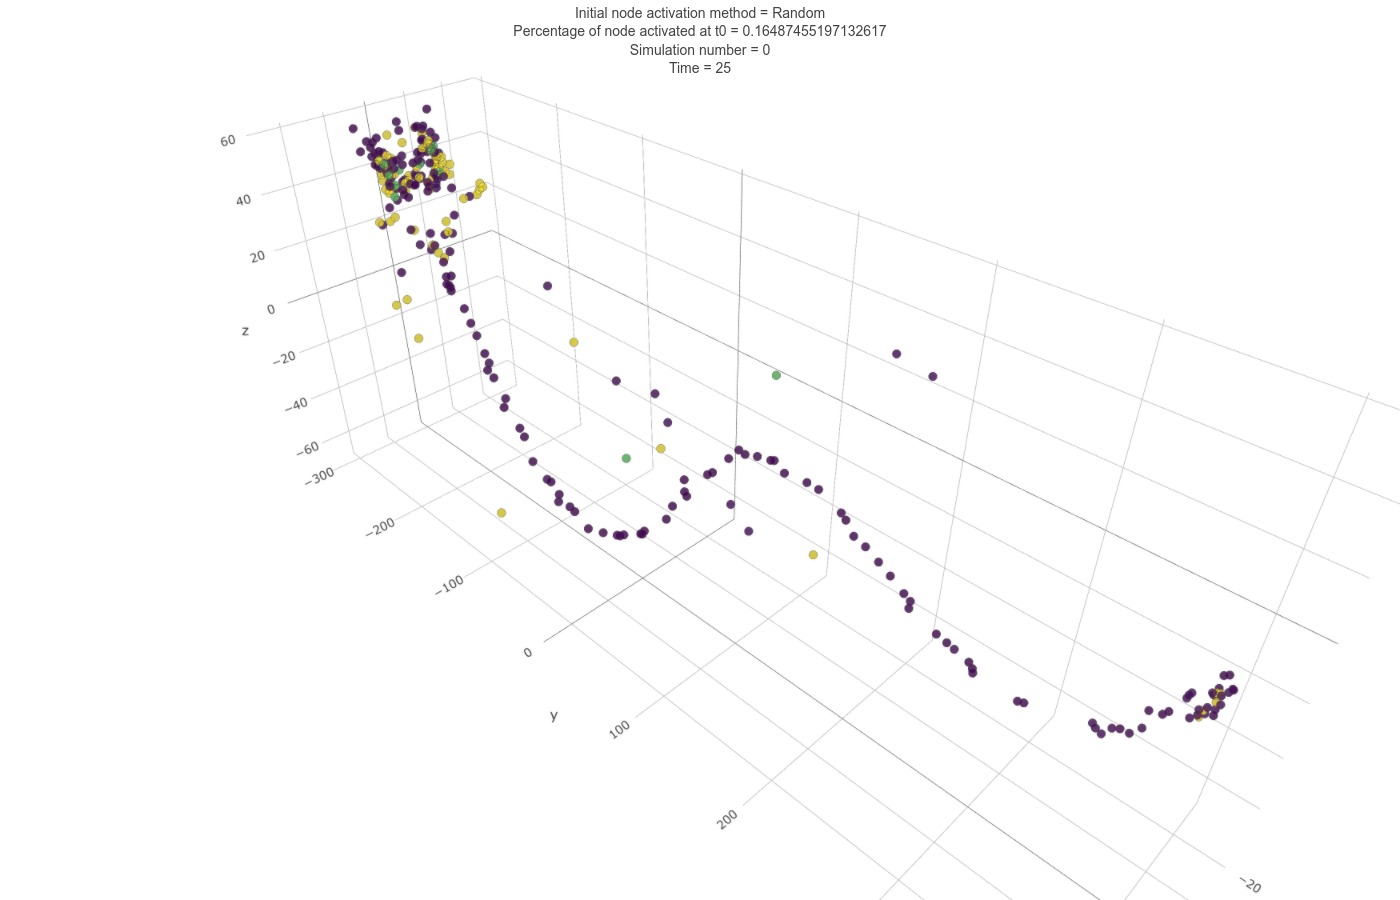 Initial node activation method = Random
Percentage of node activated at t0 = 0.16487455197132617
Simulation number = 0
Time = 25
60
40
20
0
z
−20
−40
−60
−300
−200
−100
0
y
100
200
−20